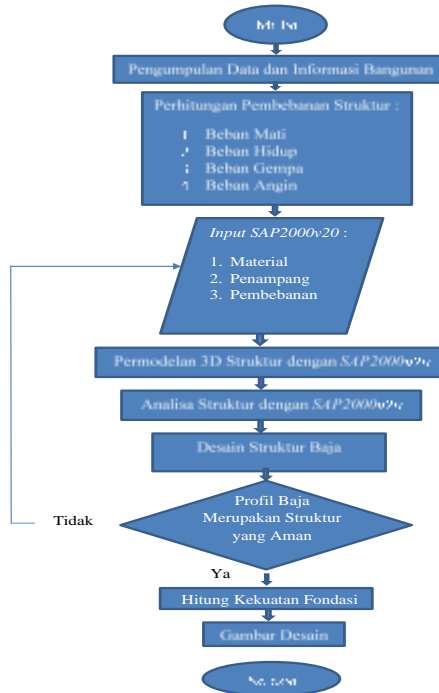 Pengumpulan Data dan Informasi Bangunan
Perhitungan Pembebanan Struktur :
Beban Mati
Beban Hidup
Beban Gempa
Beban Angin
Input SAP2000v20 :
1. Material
2. Penampang
3. Pembebanan
Permodelan 3D Struktur dengan SAP2000
Analisa Struktur dengan SAP2000
Desain Struktur Baja
Profil Baja
Merupakan Struktur
yang Aman
Tidak
Ya
Hitung Kekuatan Fondasi
Gambar Desain